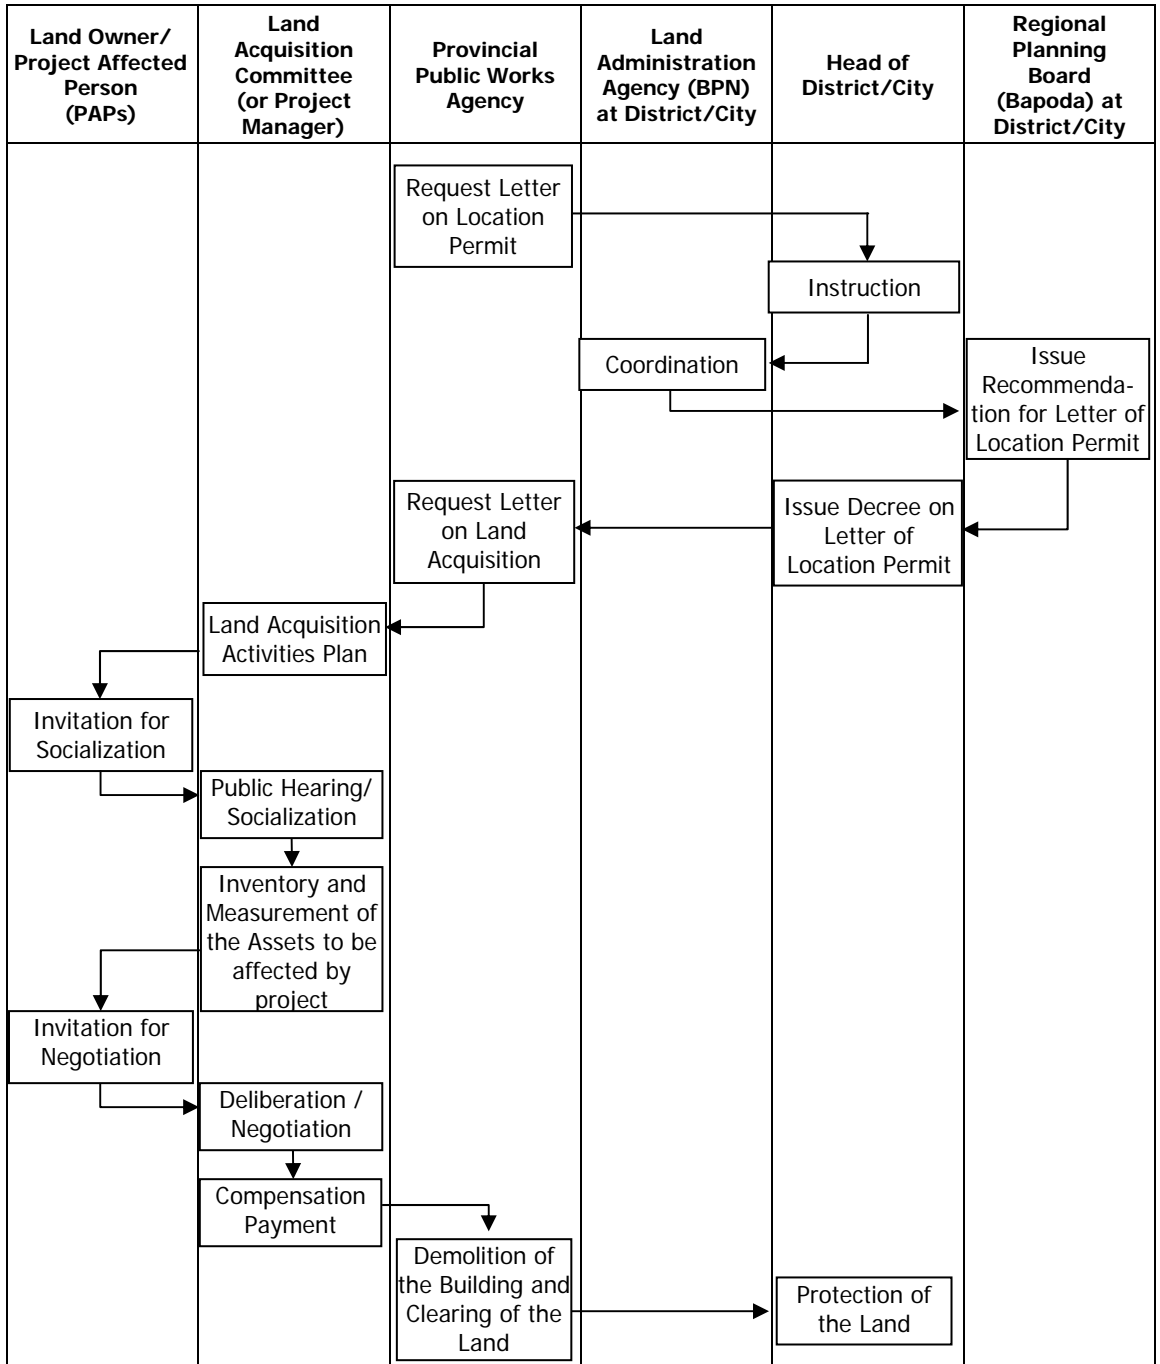 Land Owner/
Project Affected
Person
(PAPs)
Land
Acquisition
Committee
(or Project
Manager)
Provincial
Public Works
Agency
Land
Administration
Agency (BPN)
at District/City
Head of
District/City
Regional
Planning
Board
(Bapoda) at
District/City
Request Letter
on Location
Permit
Instruction
Coordination
Issue
Recommenda-
tion for Letter of
Location Permit
Issue Decree on
Letter of
Location Permit
Request Letter
on Land
Acquisition
Land Acquisition
Activities Plan
Invitation for
Socialization
Public Hearing/
Socialization
Inventory and
Measurement of
the Assets to be
affected by
project
Invitation for
Negotiation
Deliberation /
Negotiation
Compensation
Payment
Demolition of
the Building and
Clearing of the
Land
Protection of
the Land